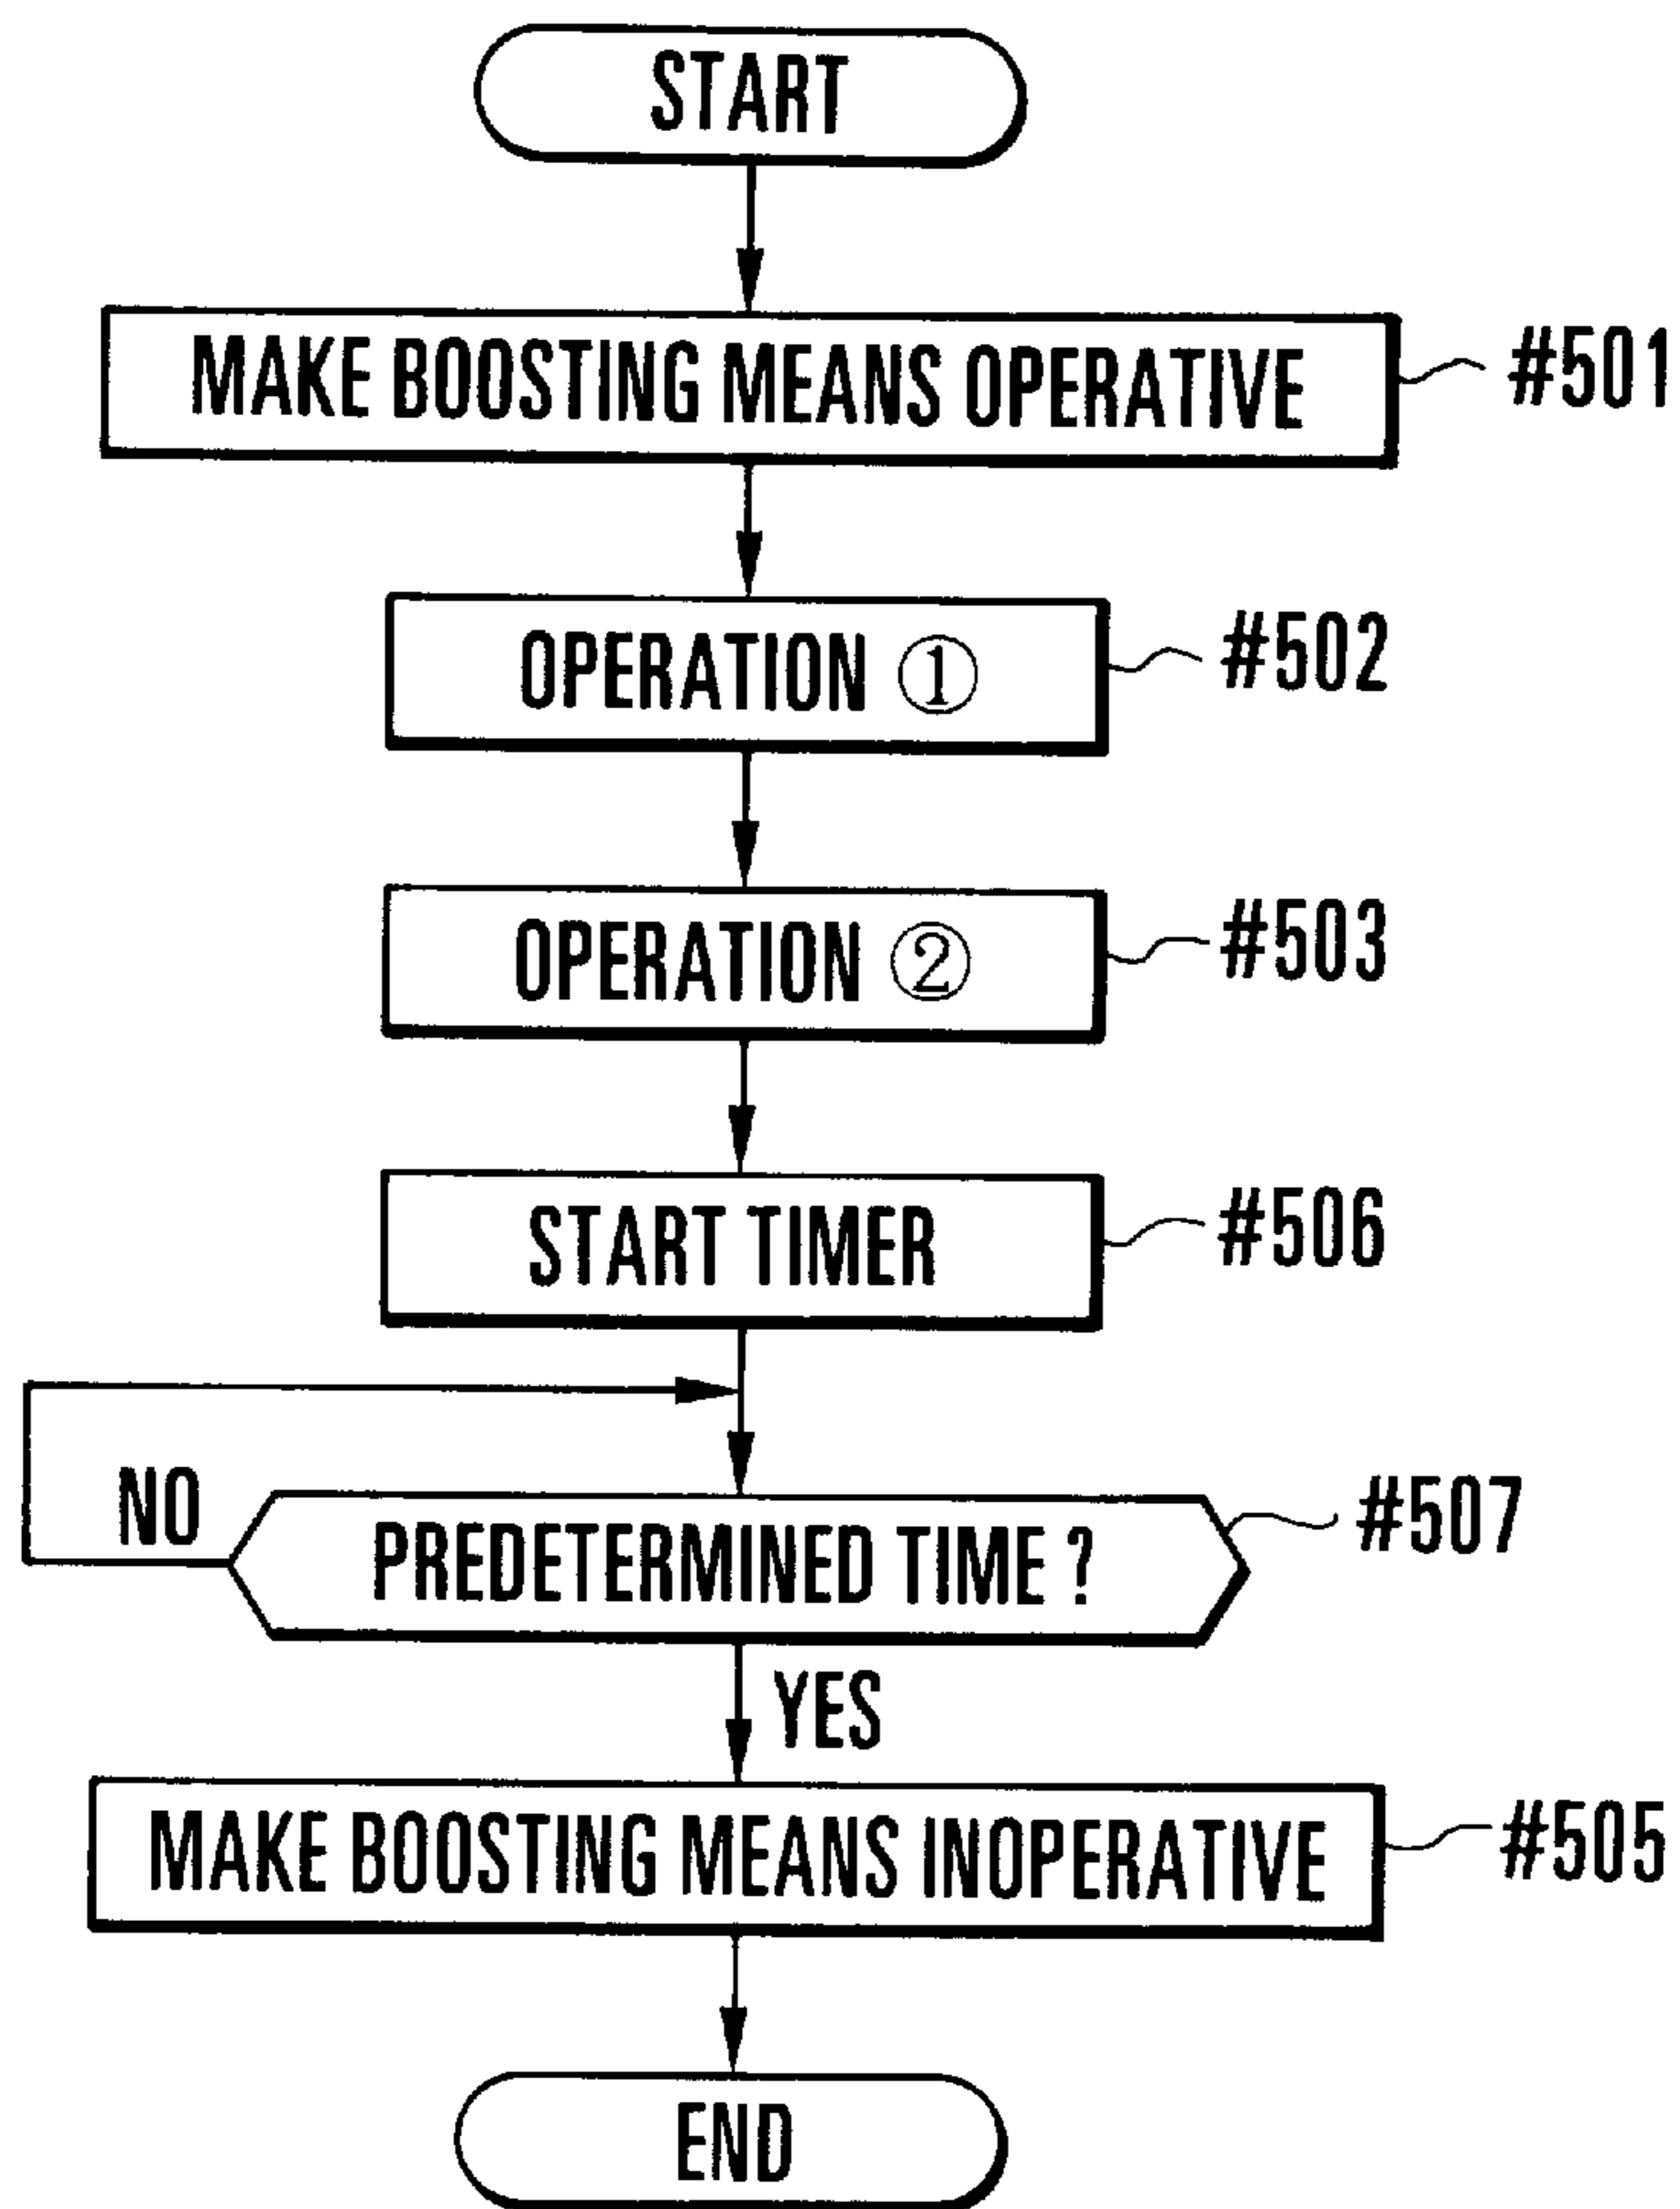 START
MAKE BOOSTING MEANS OPERATIVE #501
OPERATION ① #502
OPERATION ② #503
START TIMER #506
NO
PREDETERMINED TIME ? #507
YES
MAKE BOOSTING MEANS INOPERATIVE #505
END